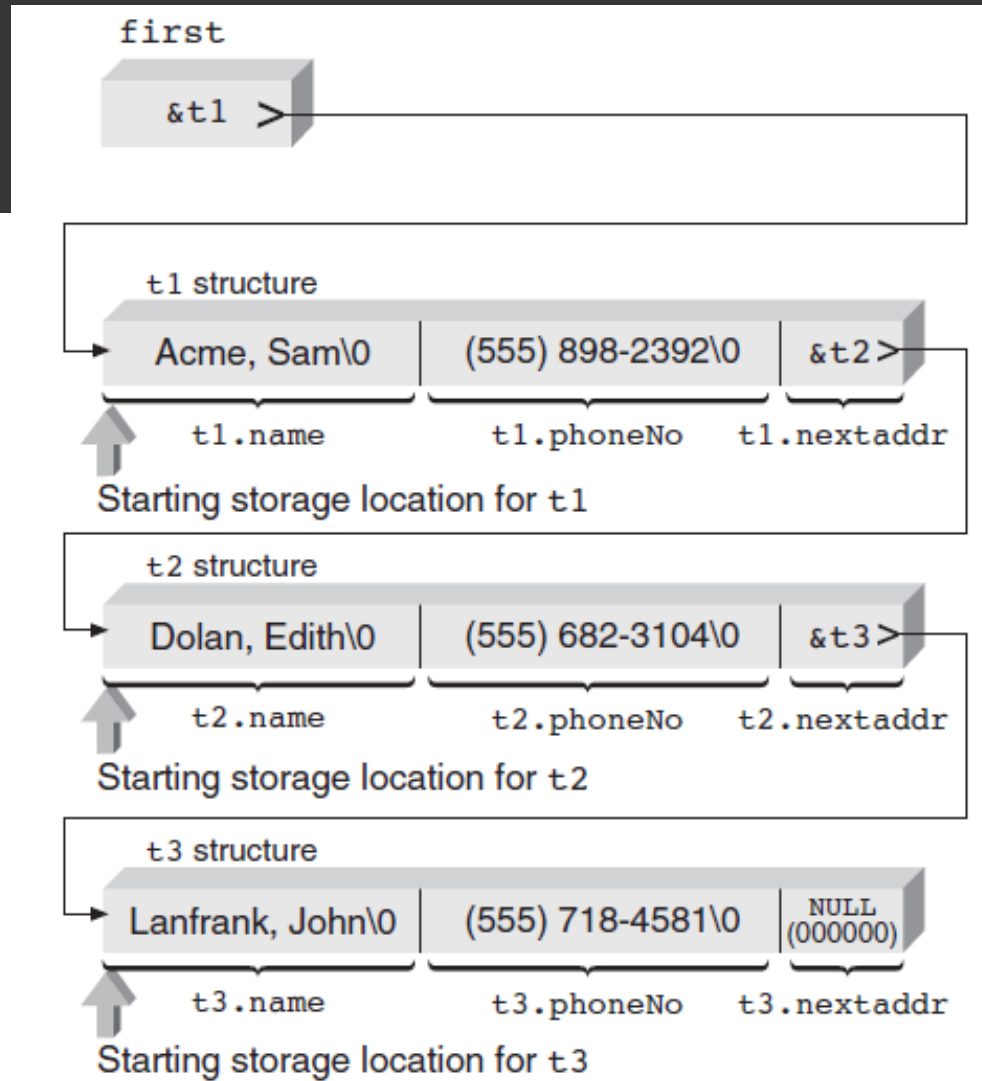 first
&t1 >
t1 structure
Acme, Sam\0 (555) 898-2392\0 &t2>
t1.name t1.phoneNo t1.nextaddr
Starting storage location for t1
t2 structure
Dolan, Edith\0 (555) 682-3104\0 &t3>
t2.name t2.phoneNo t2.nextaddr
Starting storage location for t2
t3 structure
Lanfrank, John\0 (555) 718-4581\0 NULL
(000000)
t3.name t3.phoneNo t3.nextaddr
Starting storage location for t3